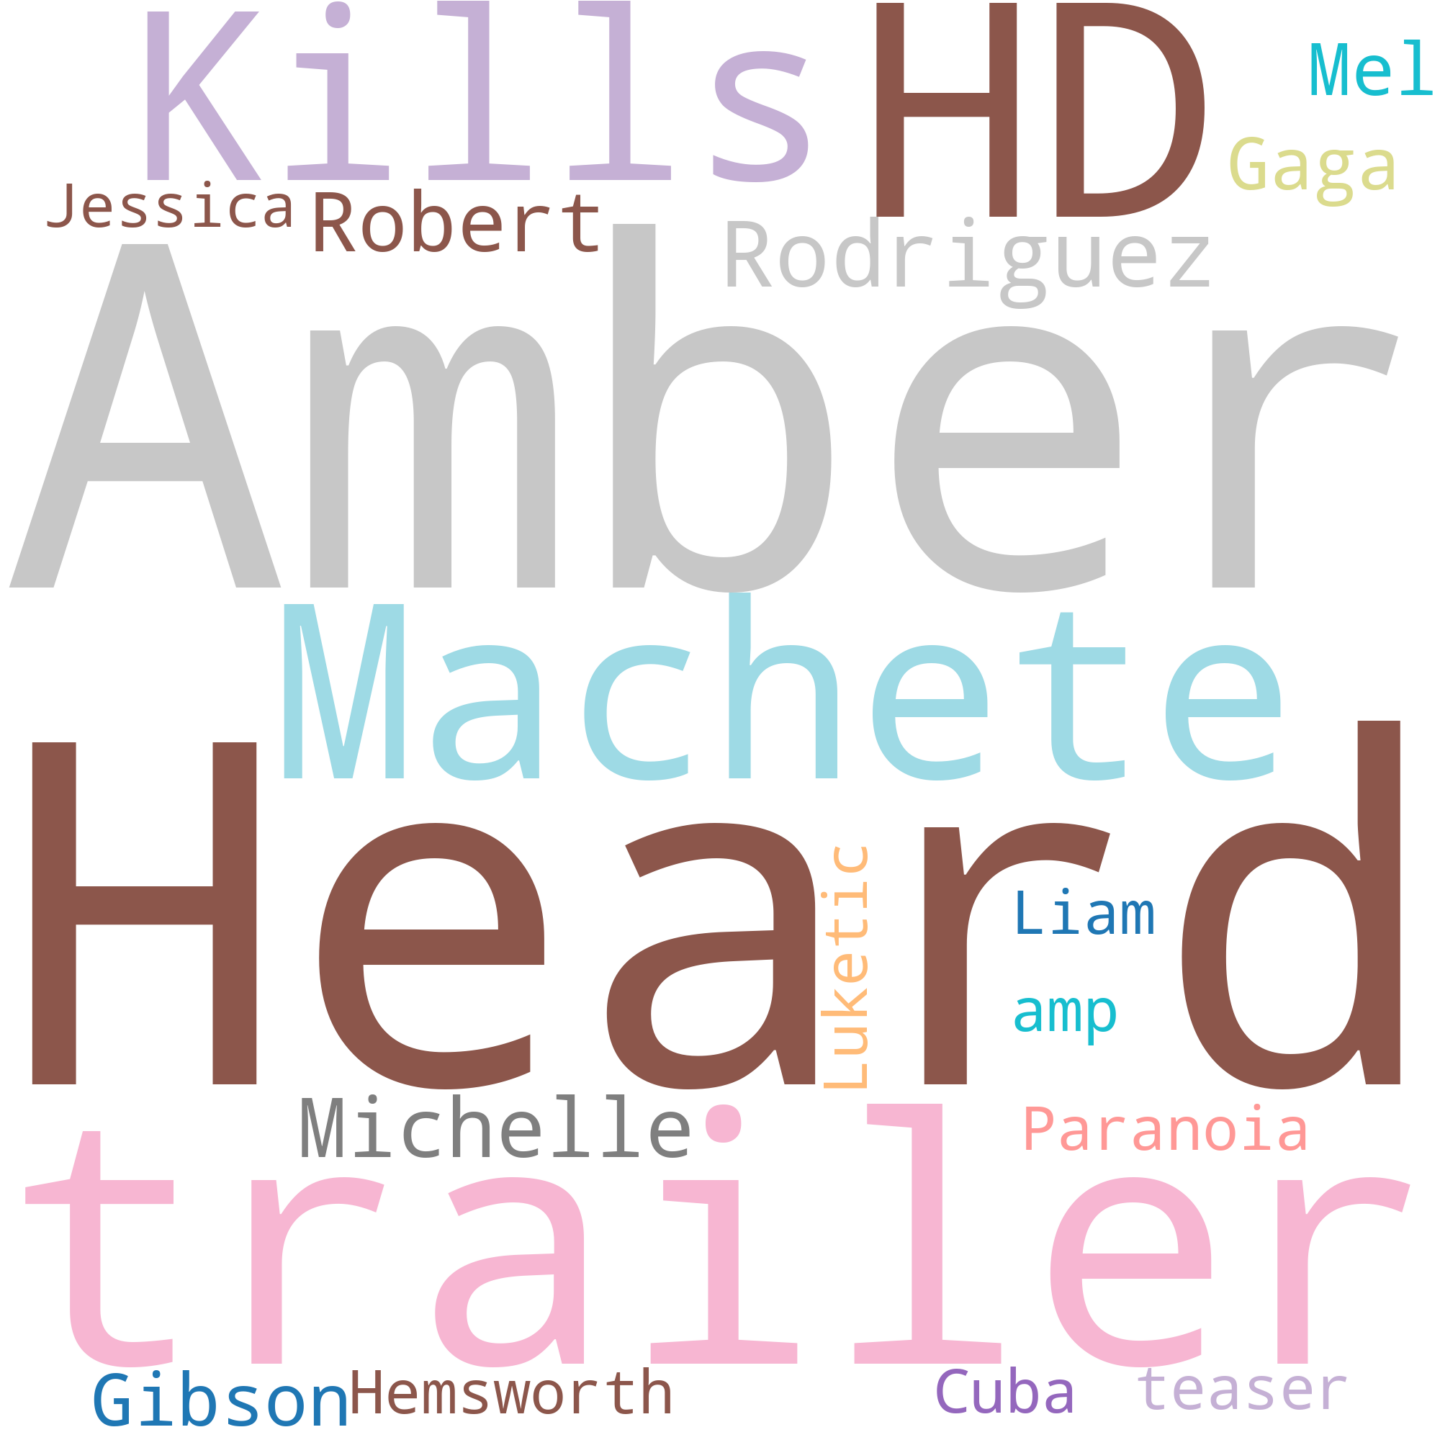 Kills HD Mel
Gaga
Jessica Robert Rodriguez
Amber
Machete
Heard
Luketic
Liam
amp
Michelle Paranoia
trailer
Gibson Hemsworth Cuba teaser